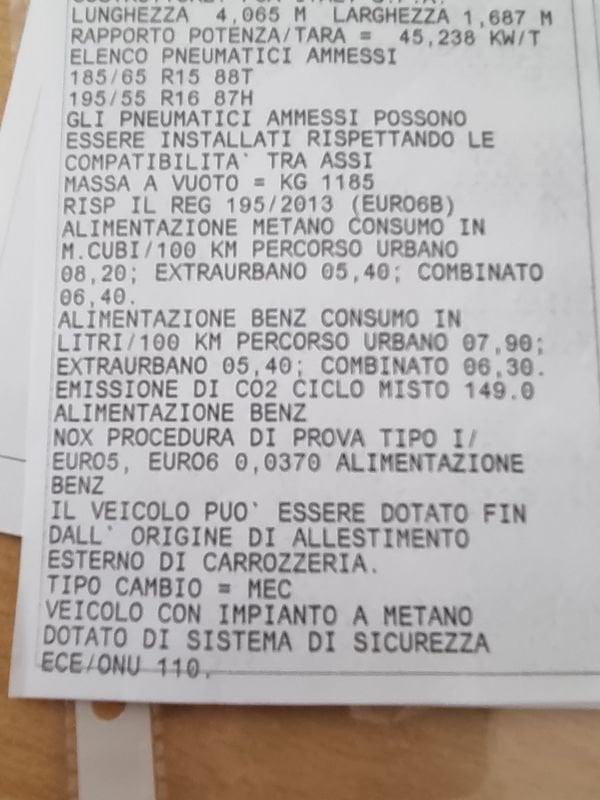 LUNGHEZZA 4,065 M LARGHEZZA 1,687 M
RAPPORTO POTENZA/TARA = 45,238 KW/T
ELENCO PNEUMATICI AMMESSI
185/65 R15 88T
195/55 R16 87H
GLI PNEUMATICI AMMESSI POSSONO
ESSERE INSTALLATI RISPETTANDO LE
COMPATIBILITA` TRA ASSI
MASSA A VUOTO = KG 1185
RISP IL REG 195/2013 (EURO6B)
ALIMENTAZIONE METANO CONSUMO IN
M.CUBI/100 KM PERCORSO URBANO
08,20; EXTRAURBANO 05,40; COMBINATO
06,40.
ALIMENTAZIONE BENZ CONSUMO IN
LITRI/100 KM PERCORSO URBANO 07,90;
EXTRAURBANO 05,40; COMBINATO 06,30.
EMISSIONE DI CO2 CICLO MISTO 149.0
ALIMENTAZIONE BENZ
NOX PROCEDURA DI PROVA TIPO I/
EURO5, EURO6 0,0370 ALIMENTAZIONE
BENZ
IL VEICOLO PUO` ESSERE DOTATO FIN
DALL` ORIGINE DI ALLESTIMENTO
ESTERNO DI CARROZZERIA.
TIPO CAMBIO = MEC
VEICOLO CON IMPIANTO A METANO
DOTATO DI SISTEMA DI SICUREZZA
ECE/ONU 110.